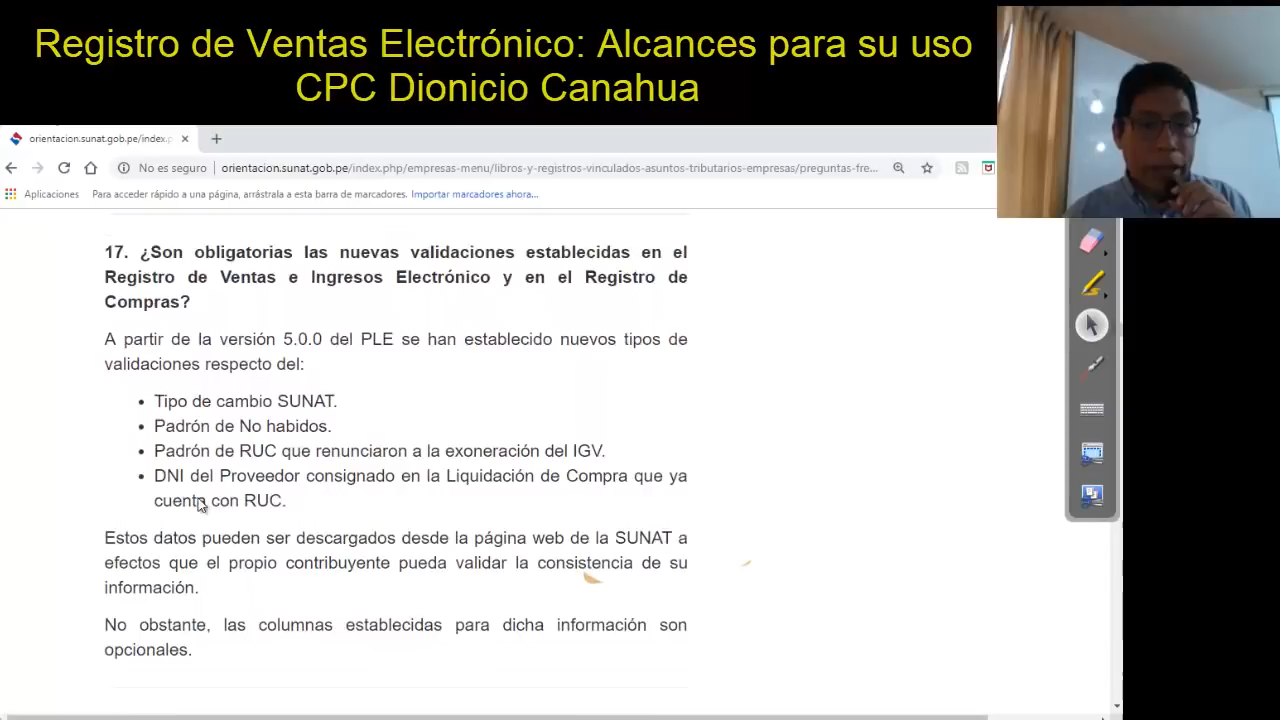 Registro de Ventas Electrónico: Alcances para su uso
CPC Dionicio Canahua
orientacion.sunat.gob.pe/index.p
No es seguro
orientacion.sunat.gob.pe/index.php/empresas-menu/libros-y-registros-vinculados-asuntos-tributarios-empresas/preguntas-fre...
Aplicaciones
Para acceder rápido a una página, arrástrala a esta barra de marcadores. Importar marcadores ahora...
17. ¿Son obligatorias las nuevas validaciones establecidas en el
Registro de Ventas e Ingresos Electrónico y en el Registro de
Compras?
A partir de la versión 5.0.0 del PLE se han establecido nuevos tipos de
validaciones respecto del:
• Tipo de cambio SUNAT.
• Padrón de No habidos.
• Padrón de RUC que renunciaron a la exoneración del IGV.
• DNI del Proveedor consignado en la Liquidación de Compra que ya
cuenta con RUC.
Estos datos pueden ser descargados desde la página web de la SUNAT a
efectos que el propio contribuyente pueda validar la consistencia de su
información.
No obstante, las columnas establecidas para dicha información son
opcionales.